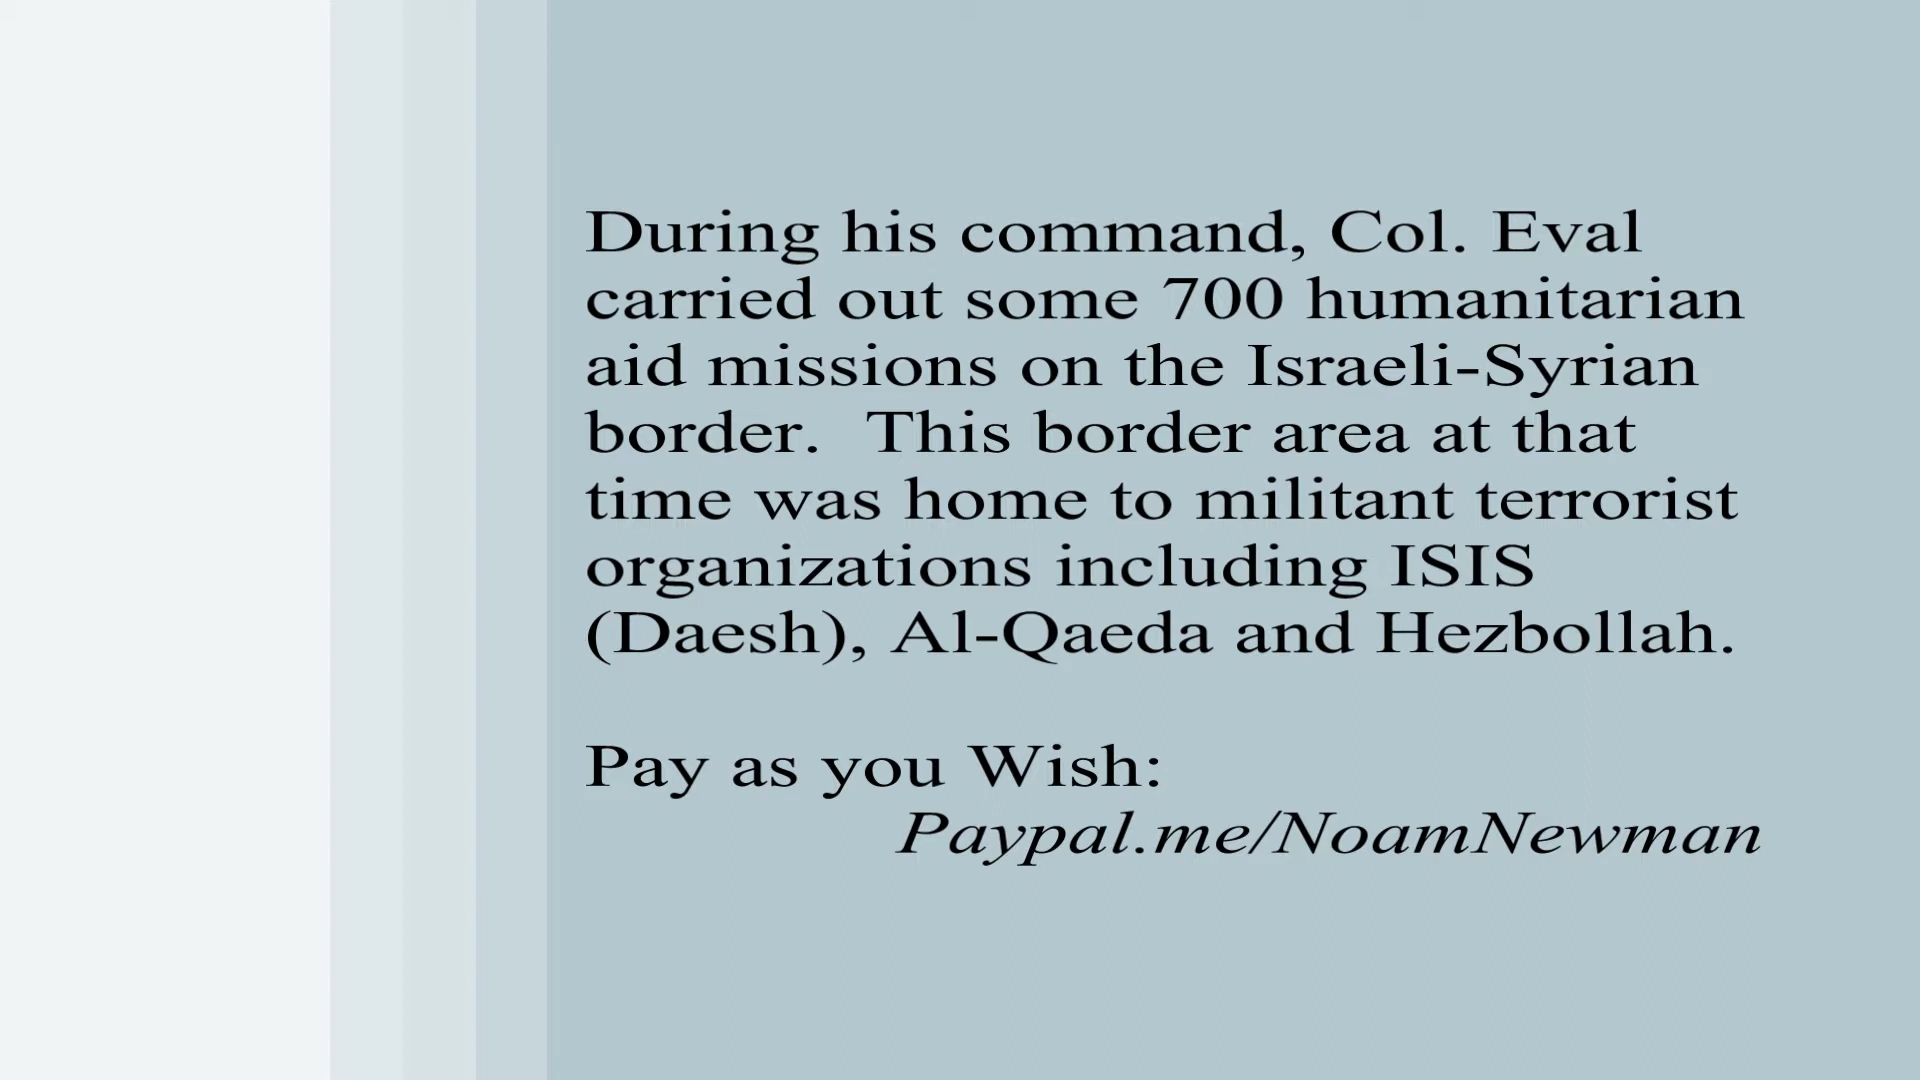 During his command, Col. Eval
carried out some 700 humanitarian
aid missions on the Israeli-Syrian
border.  This border area at that
time was home to militant terrorist
organizations including ISIS
(Daesh), Al-Qaeda and Hezbollah.
Pay as you Wish:
Paypal.me/NoamNewman